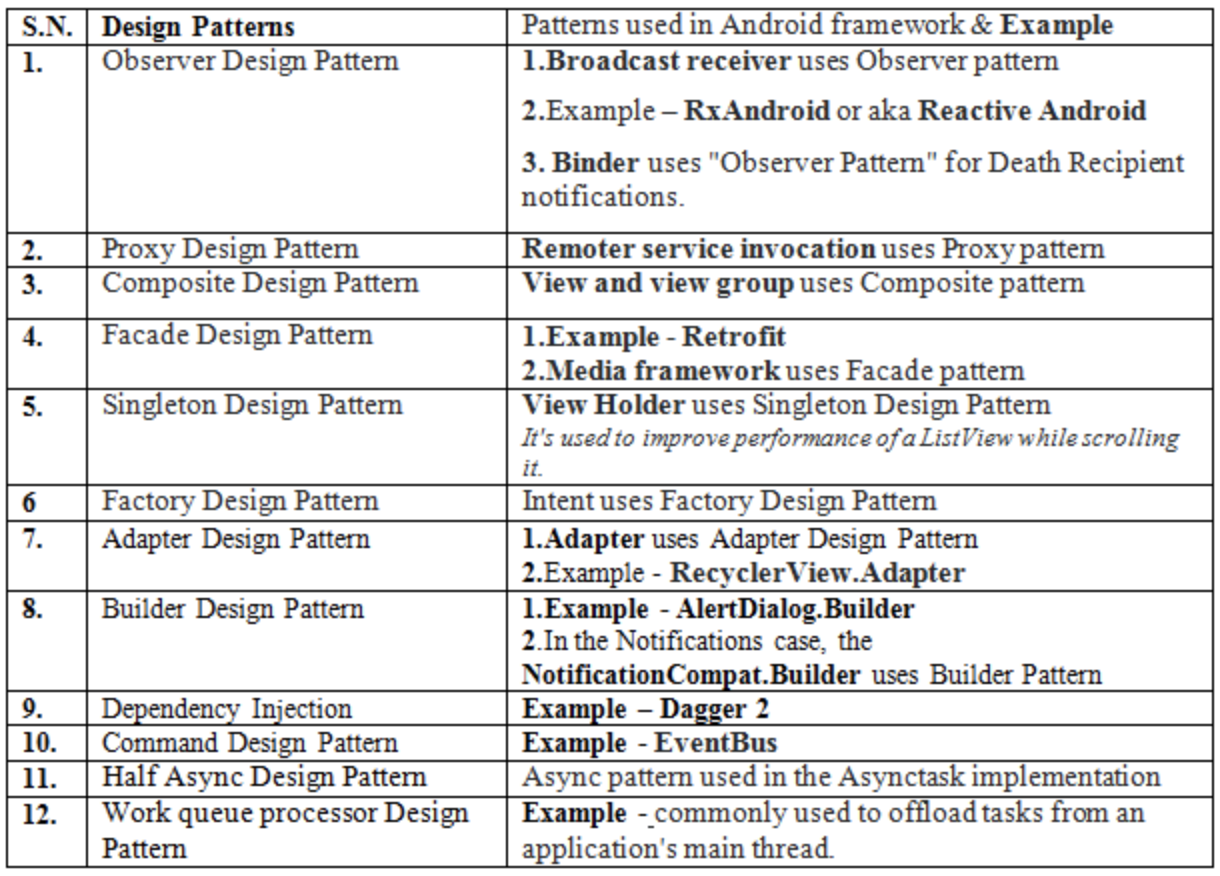 S.N. Design Patterns Patterns used in Android framework & Example
1. Observer Design Pattern 1.Broadcast receiver uses Observer pattern
2.Example – RxAndroid or aka Reactive Android
3. Binder uses "Observer Pattern" for Death Recipient
notifications.
2. Proxy Design Pattern Remoter service invocation uses Proxy pattern
3. Composite Design Pattern View and view group uses Composite pattern
4. Facade Design Pattern 1.Example - Retrofit
2.Media framework uses Facade pattern
5. Singleton Design Pattern View Holder uses Singleton Design Pattern
It's used to improve performance of a ListView while scrolling
it.
6 Factory Design Pattern Intent uses Factory Design Pattern
7. Adapter Design Pattern 1.Adapter uses Adapter Design Pattern
2.Example - RecyclerView.Adapter
8. Builder Design Pattern 1.Example - AlertDialog.Builder
2.In the Notifications case, the
NotificationCompat.Builder uses Builder Pattern
9. Dependency Injection Example – Dagger 2
10. Command Design Pattern Example - EventBus
11. Half Async Design Pattern Async pattern used in the Asynctask implementation
12. Work queue processor Design Example - commonly used to offload tasks from an
Pattern application's main thread.